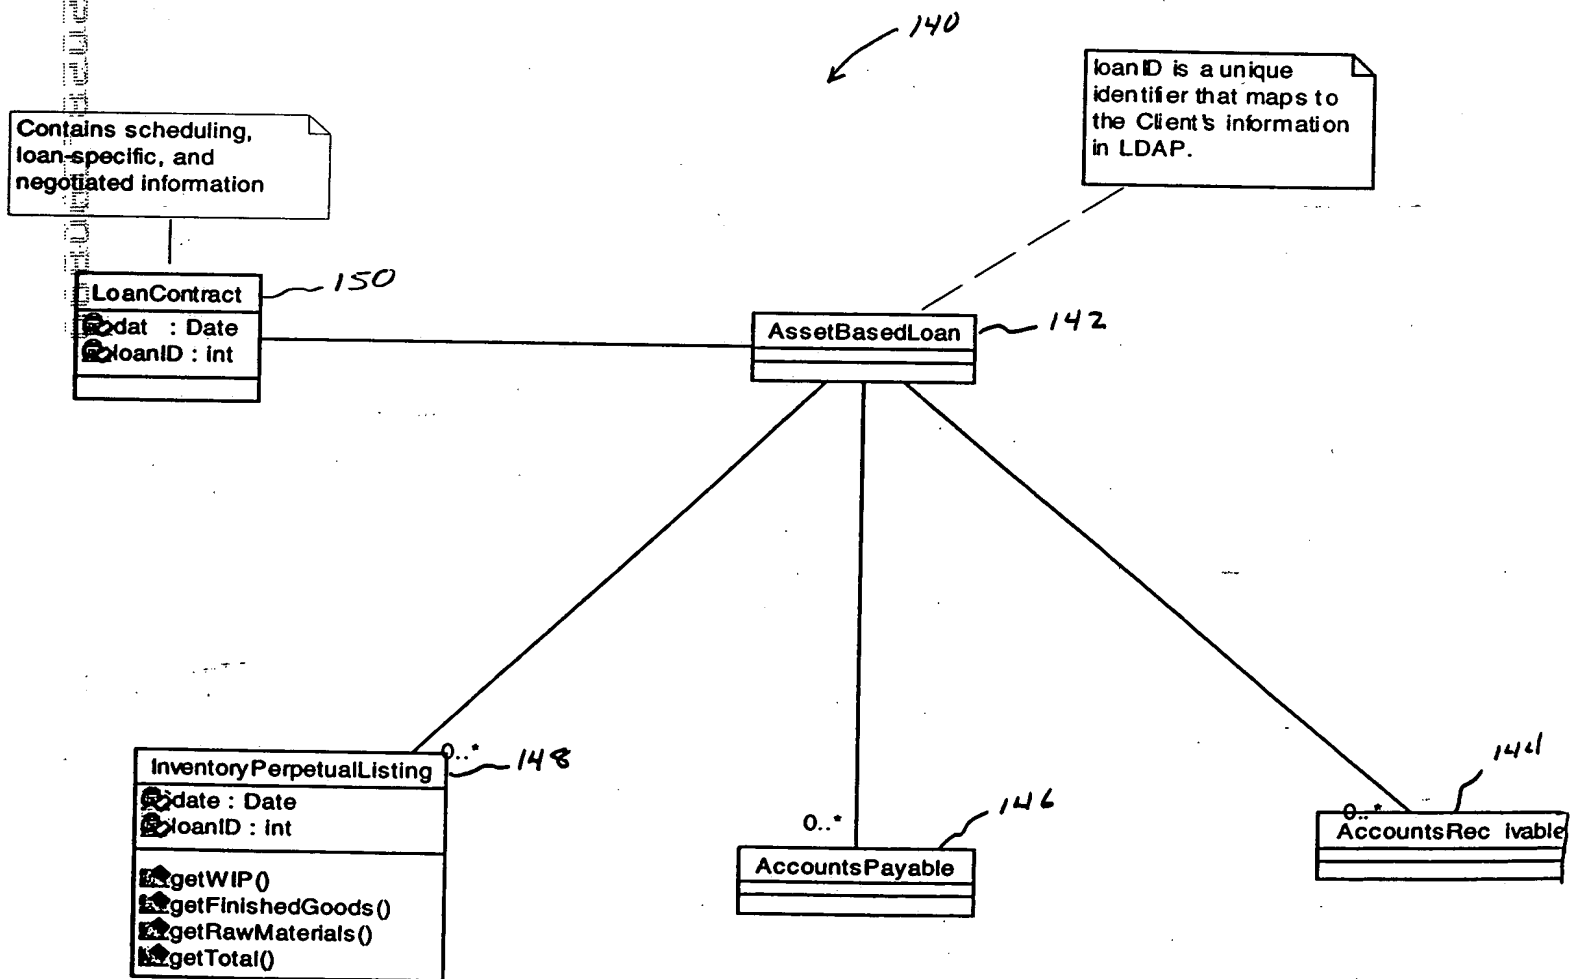 140
loanID is a unique
identifier that maps to
the Client's information
in LDAP.
Contains scheduling,
loan-specific, and
negotiated information
150
LoanContract
dat : Date
loanID : int
AssetBasedLoan
142
0..*
148
InventoryPerpetualListing
date : Date
loanID : int
getWIP()
getFinishedGoods()
getRawMaterials()
getTotal()
0..*
146
AccountsPayable
144
0..*
AccountsRec ivable